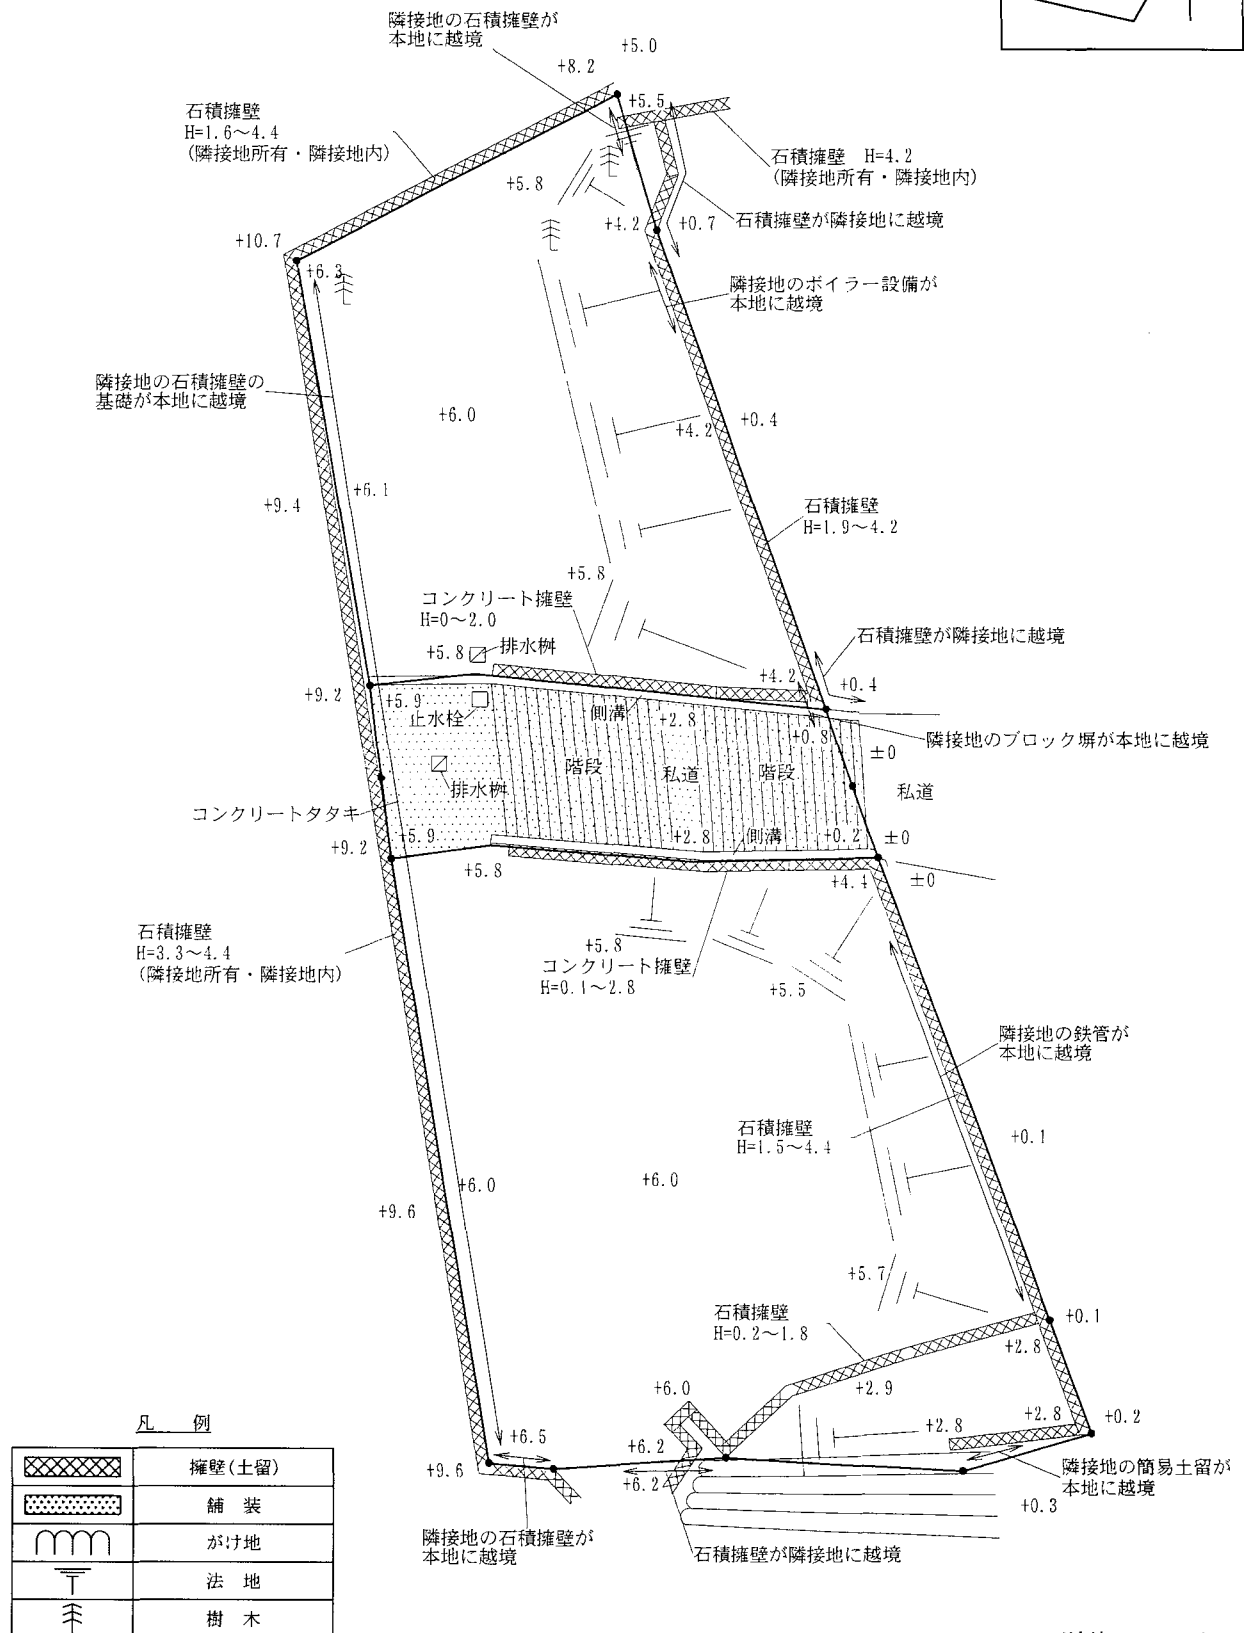 隣接地の石積擁壁が
本地に越境
+5.0
+8.2
石積擁壁
H=1.6～4.4
(隣接地所有・隣接地内)
+5.5
石積擁壁 H=4.2
(隣接地所有・隣接地内)
+5.8
+4.2
+0.7
石積擁壁が隣接地に越境
+10.7
+6.3
隣接地のボイラー設備が
本地に越境
隣接地の石積擁壁の
基礎が本地に越境
+6.0
+4.2
+0.4
+9.4
+6.1
石積擁壁
H=1.9～4.2
+5.8
コンクリート擁壁
H=0～2.0
+5.8
排水桝
石積擁壁が隣接地に越境
+4.2
+0.4
+9.2
+5.9
止水栓
側溝
+2.8
+0.8
隣接地のブロック塀が本地に越境
±0
階段
私道
階段
排水桝
私道
コンクリートタタキ
+5.9
+2.8
側溝
+0.2
±0
+9.2
+5.8
+4.4
±0
石積擁壁
H=3.3～4.4
(隣接地所有・隣接地内)
+5.8
コンクリート擁壁
H=0.1～2.8
+5.5
隣接地の鉄管が
本地に越境
石積擁壁
H=1.5～4.4
+0.1
+6.0
+6.0
+9.6
+5.7
石積擁壁
H=0.2～1.8
+0.1
+2.8
+6.0
+2.9
+2.8
+2.8
+0.2
凡 例
+6.5
+6.2
+9.6
+6.2
隣接地の簡易土留が
本地に越境
+0.3
擁壁(土留)
舗 装
がけ地
法 地
樹 木
隣接地の石積擁壁が
本地に越境
石積擁壁が隣接地に越境